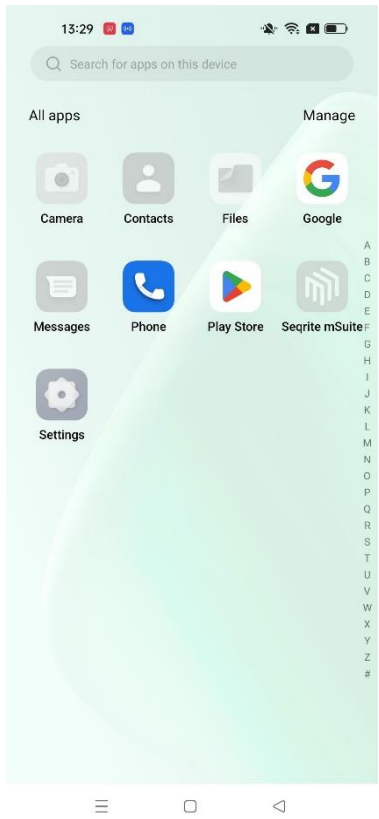 13:29
Search for apps on this device
All apps Manage
Camera Contacts Files Google
Messages Phone Play Store Seqrite mSuite
Settings
A
B
C
D
E
F
G
H
I
J
K
L
M
N
O
P
Q
R
S
T
U
V
W
X
Y
Z
#